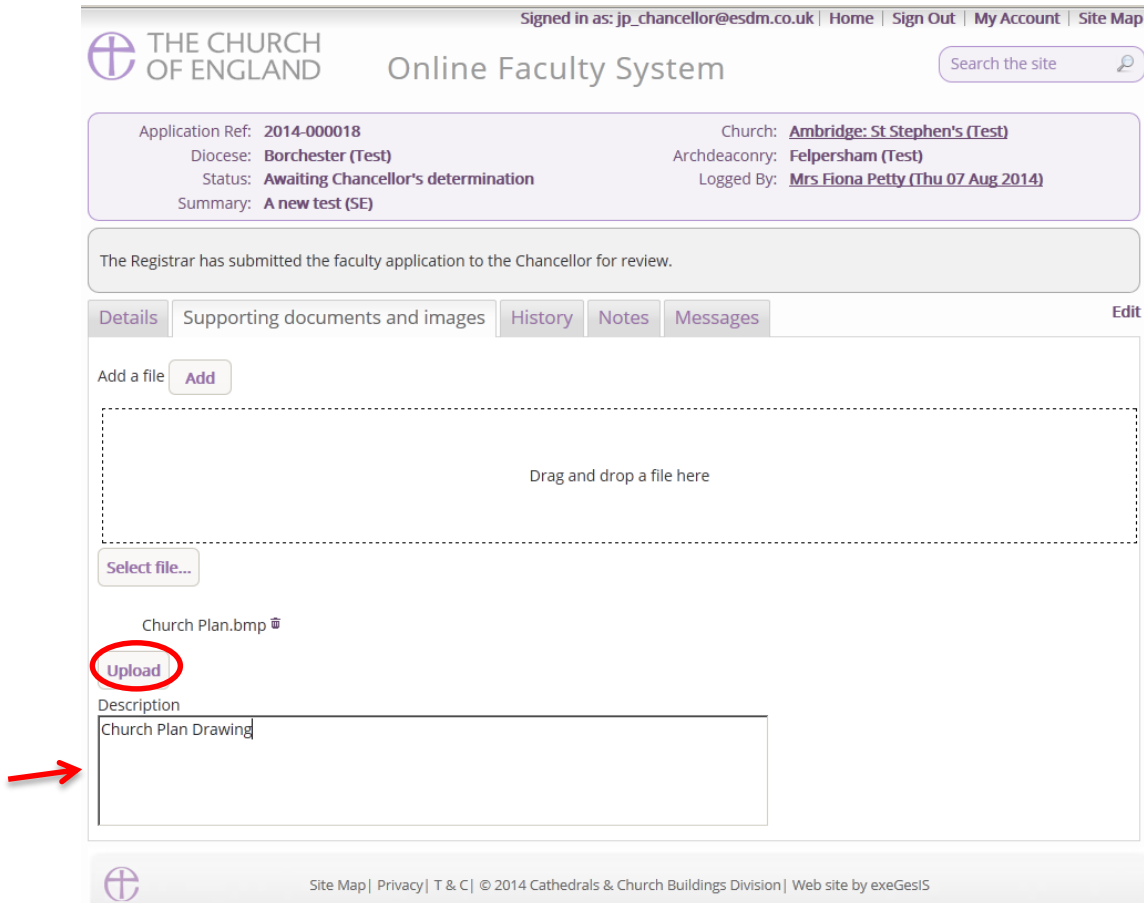 Signed in as: jp_chancellor@esdm.co.uk | Home | Sign Out | My Account | Site Map
THE CHURCH
OF ENGLAND
Online Faculty System
Search the site
Application Ref: 2014-000018
Church: Ambridge: St Stephen's (Test)
Diocese: Borchester (Test)
Archdeaconry: Felpersham (Test)
Status: Awaiting Chancellor's determination
Logged By: Mrs Fiona Petty (Thu 07 Aug 2014)
Summary: A new test (SE)
The Registrar has submitted the faculty application to the Chancellor for review.
Details Supporting documents and images History Notes Messages Edit
Add a file Add
Drag and drop a file here
Select file...
Church Plan.bmp
Upload
Description
Church Plan Drawing
Site Map| Privacy| T & C| © 2014 Cathedrals & Church Buildings Division| Web site by exeGesIS